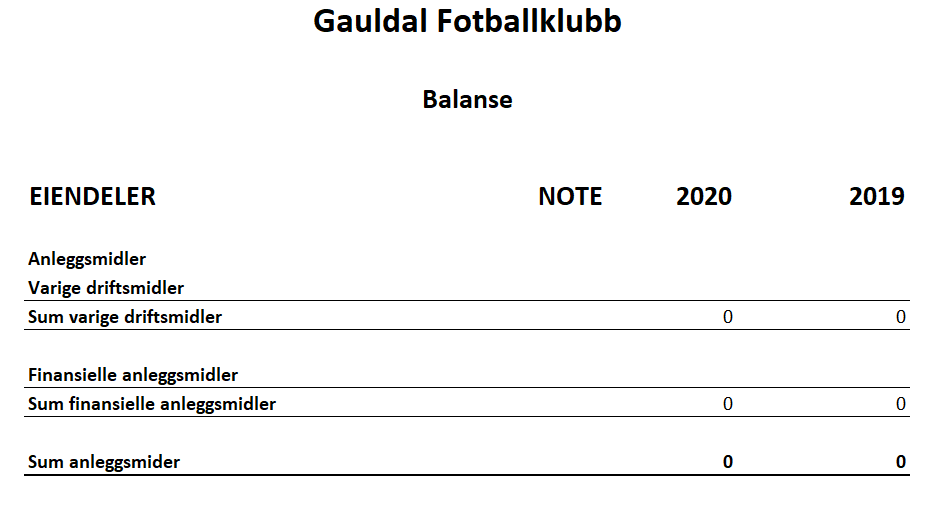 Gauldal Fotballklubb
Balanse
EIENDELER NOTE 2020 2019
Anleggsmidler
Varige driftsmidler
Sum varige driftsmidler 0 0
Finansielle anleggsmidler
Sum finansielle anleggsmidler 0 0
Sum anleggsmider 0 0